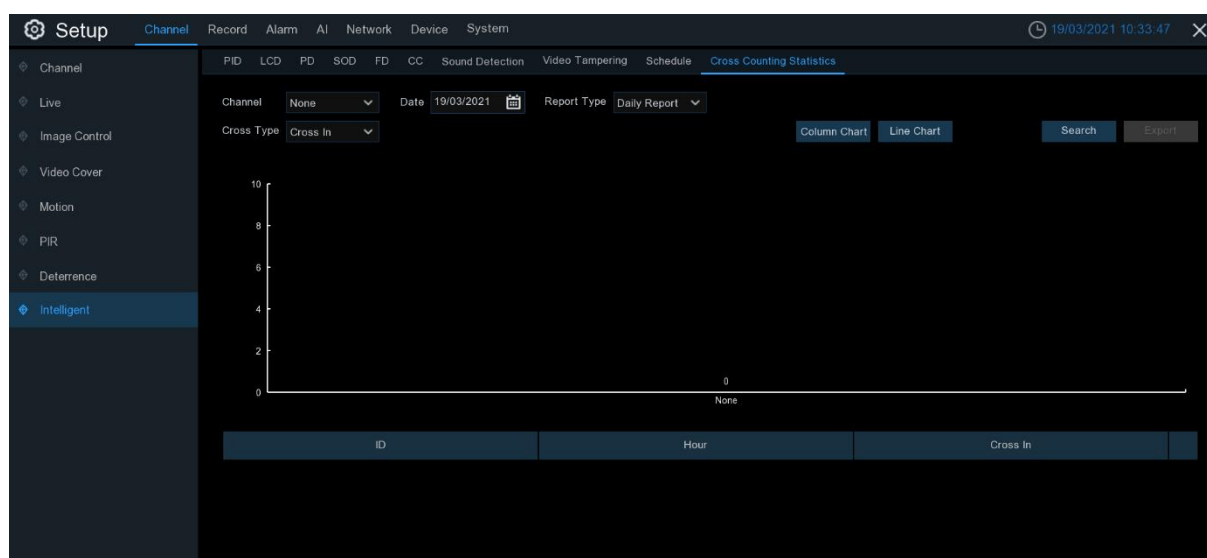 Setup Channel Record Alarm AI Network Device System 19/03/2021 10:33:47
Channel
Live
Image Control
Video Cover
Motion
PIR
Deterrence
Intelligent
PID LCD PD SOD FD CC Sound Detection Video Tampering Schedule Cross Counting Statistics
Channel None Date 19/03/2021 Report Type Daily Report
Cross Type Cross In Column Chart Line Chart Search Export
10
8
6
4
2
0
0
None
ID Hour Cross In